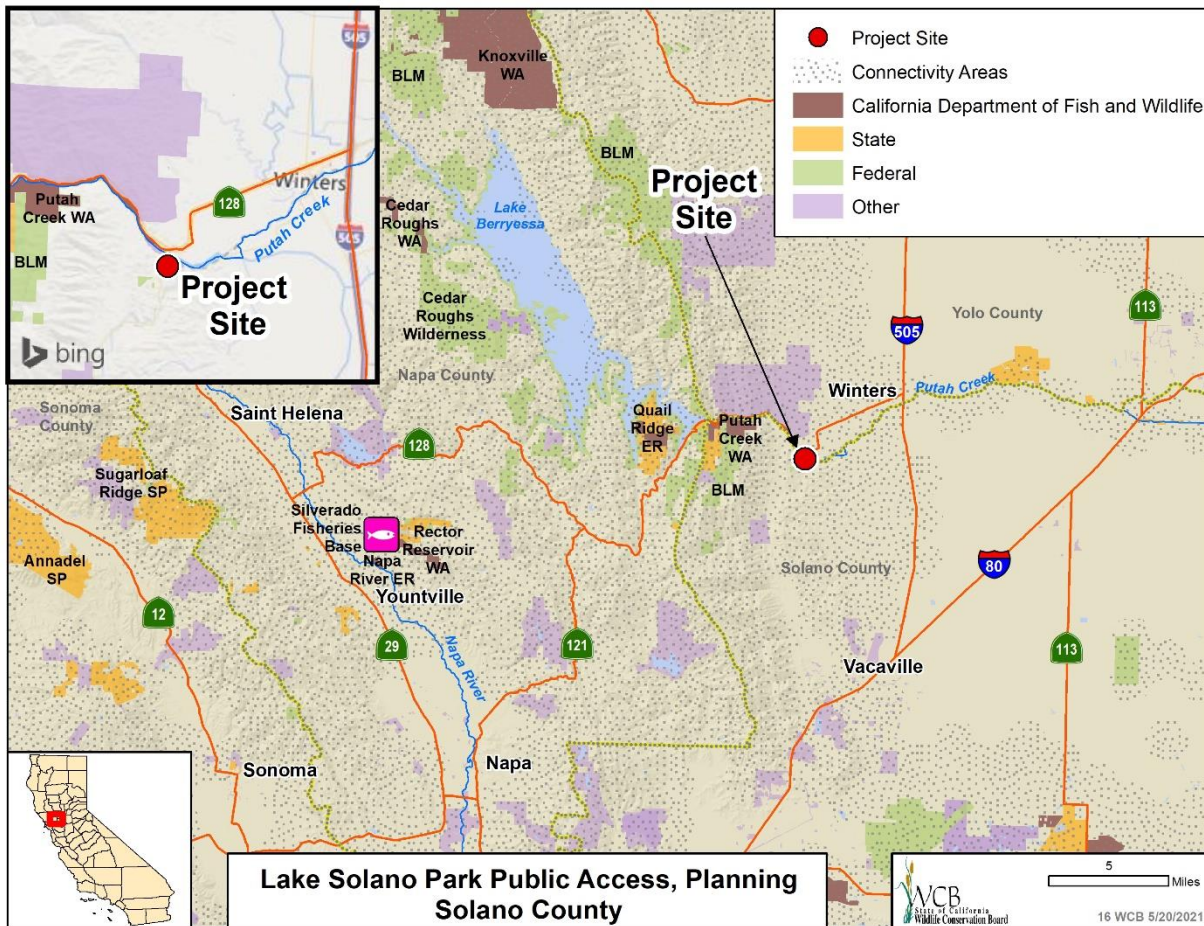 505
128
Winters
Putah Creek
Putah
Creek WA
BLM
Project
Site
505
bing
Project Site
Connectivity Areas
California Department of Fish and Wildlife
State
Federal
Other
Knoxville
WA
BLM
BLM
Project
Site
Lake
Berryessa
Cedar
Roughs
WA
Cedar
Roughs
Wilderness
Napa County
Yolo County
113
505
Winters
Putah Creek
Quail
Ridge
ER
Putah
Creek
WA
BLM
Sonoma
County
Saint Helena
128
Sugarloaf
Ridge SP
Silverado
Fisheries
Base
Rector
Reservoir
WA
Napa
River ER
Yountville
Annadel
SP
80
Solano County
12
29
121
113
Napa River
Vacaville
Sonoma
Napa
Lake Solano Park Public Access, Planning
Solano County
5
Miles
WCB
State of California
Wildlife Conservation Board
16 WCB 5/20/2021